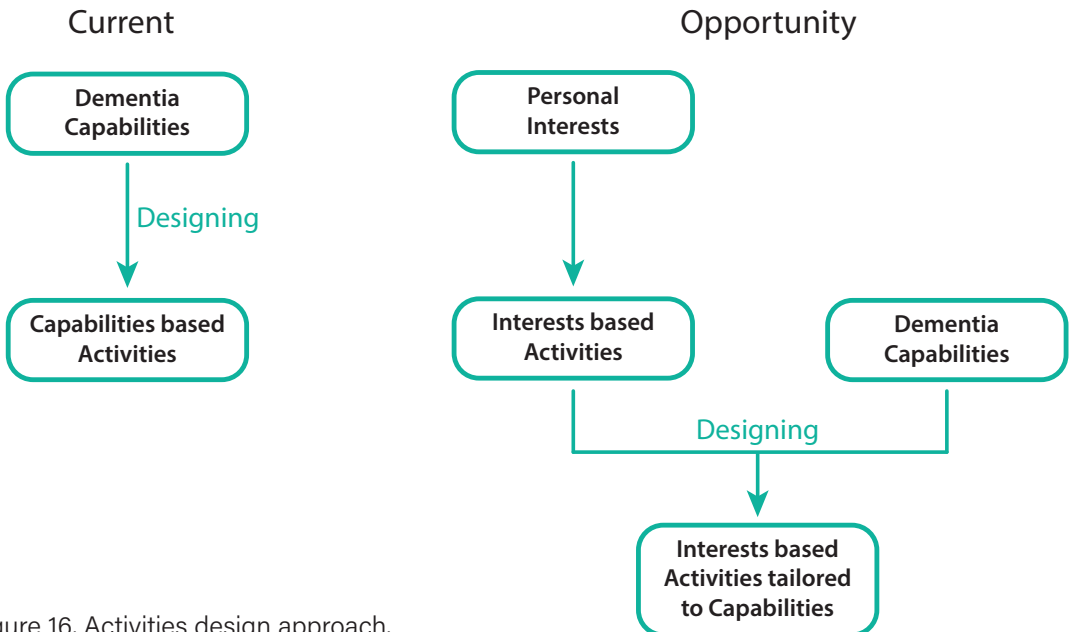 Current
Opportunity
Dementia
Capabilities
Personal
Interests
Designing
Capabilities based
Activities
Interests based
Activities
Dementia
Capabilities
Designing
Interests based
Activities tailored
to Capabilities
gure 16. Activities design approach.